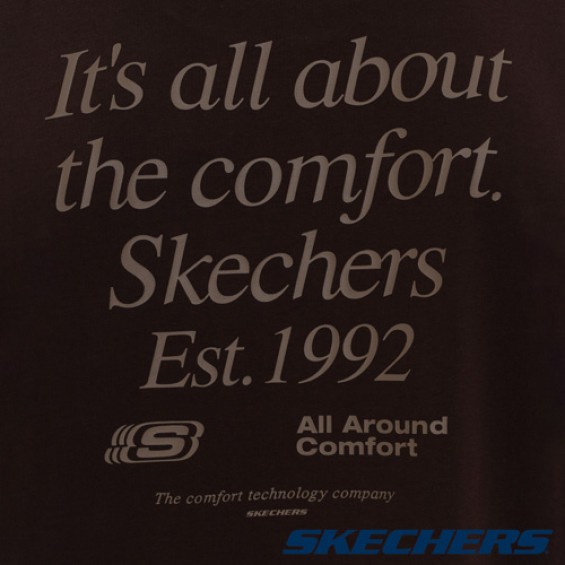 It's all about
the comfort.
Skechers
Est. 1992
S
All Around
Comfort
The comfort technology company
SKECHERS
SKECHERS